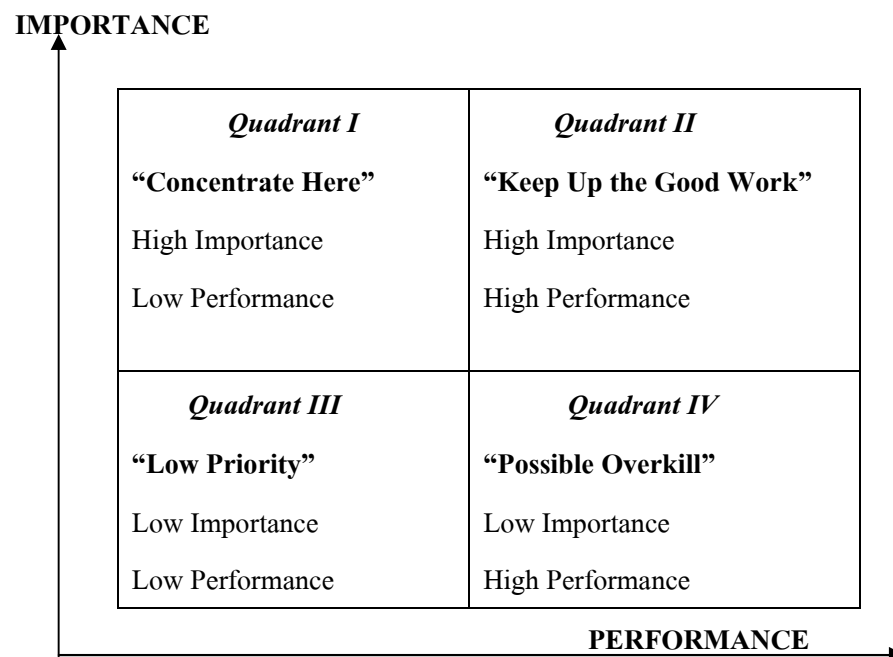 IMPORTANCE
Quadrant I
“Concentrate Here”
High Importance
Low Performance
Quadrant II
“Keep Up the Good Work”
High Importance
High Performance
Quadrant III
“Low Priority”
Low Importance
Low Performance
Quadrant IV
“Possible Overkill”
Low Importance
High Performance
PERFORMANCE